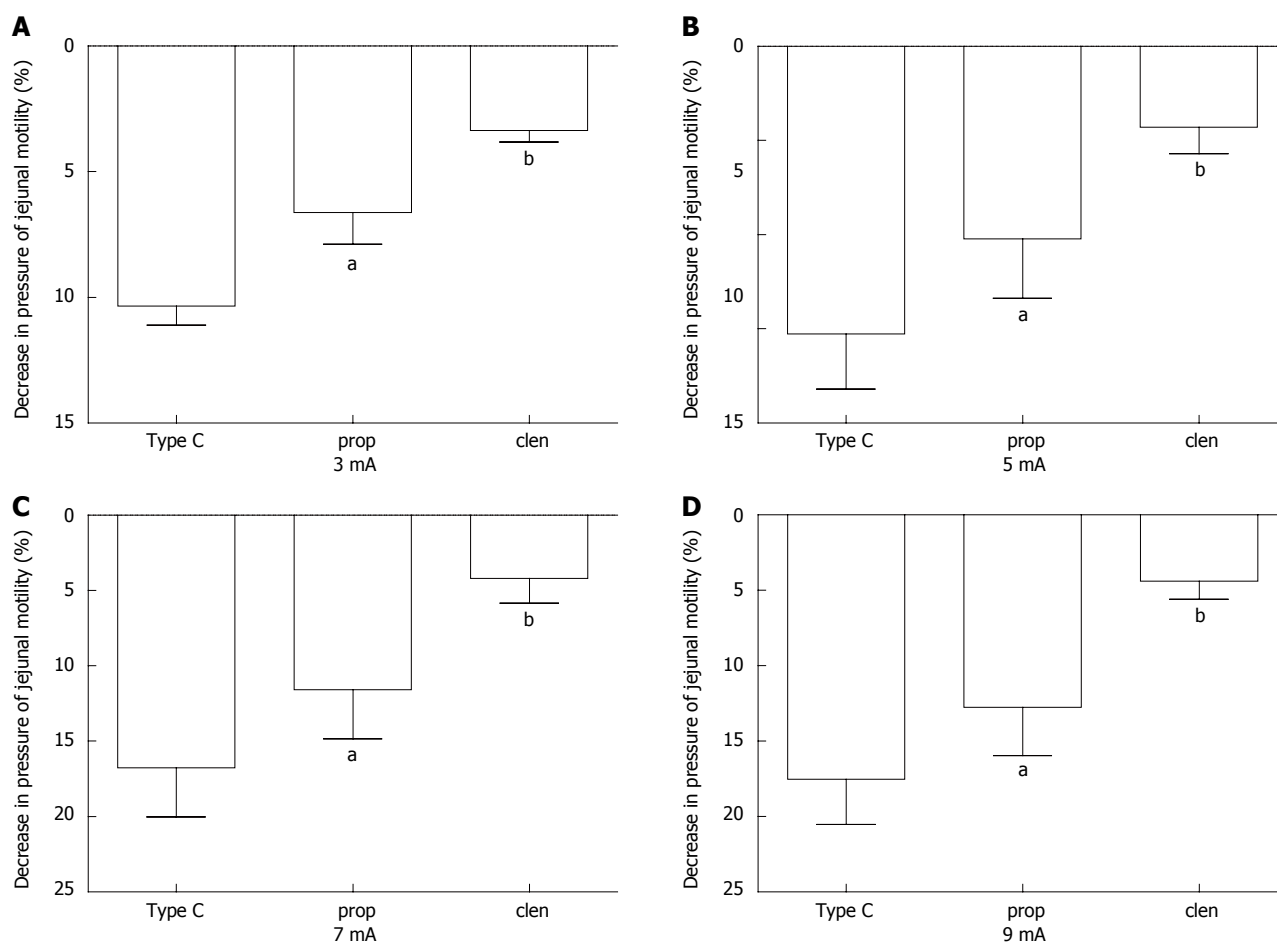 A
Decrease in pressure of jejunal motility (%)
0
5
10
15
a
b
Type C prop clen
3 mA
B
Decrease in pressure of jejunal motility (%)
0
5
10
15
a
b
Type C prop clen
5 mA
C
Decrease in pressure of jejunal motility (%)
0
5
10
15
20
25
a
b
Type C prop clen
7 mA
D
Decrease in pressure of jejunal motility (%)
0
5
10
15
20
25
a
b
Type C prop clen
9 mA